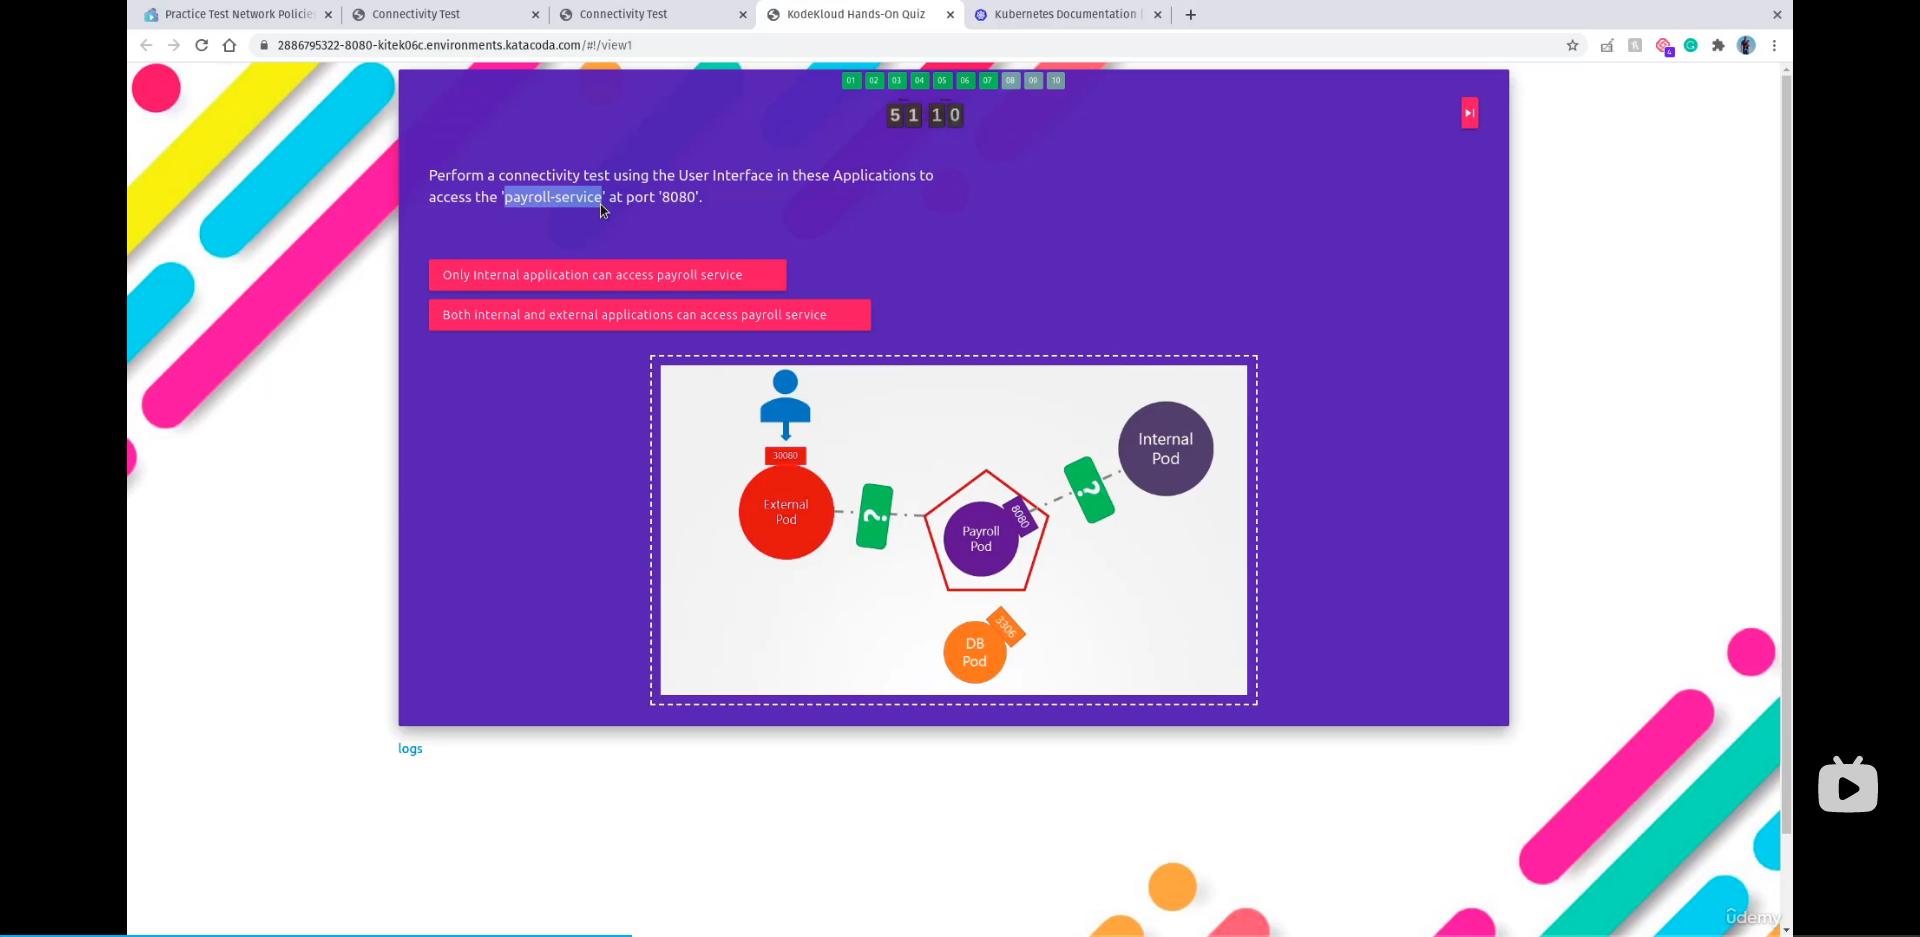 Practice Test Network Policie
Connectivity Test
Connectivity Test
KodeKloud Hands-On Quiz
Kubernetes Documentation
2886795322-8080-kitek06c.environments.katacoda.com/#!/view1
4
01 02 03 04 05 06 07 08 09 10
51 10
Perform a connectivity test using the User Interface in these Applications to
access the 'payroll-service' at port '8080'.
Only Internal application can access payroll service
Both internal and external applications can access payroll service
30080
External
Pod
?
Payroll
Pod
8080
?
Internal
Pod
DB
Pod
3306
logs
udemy